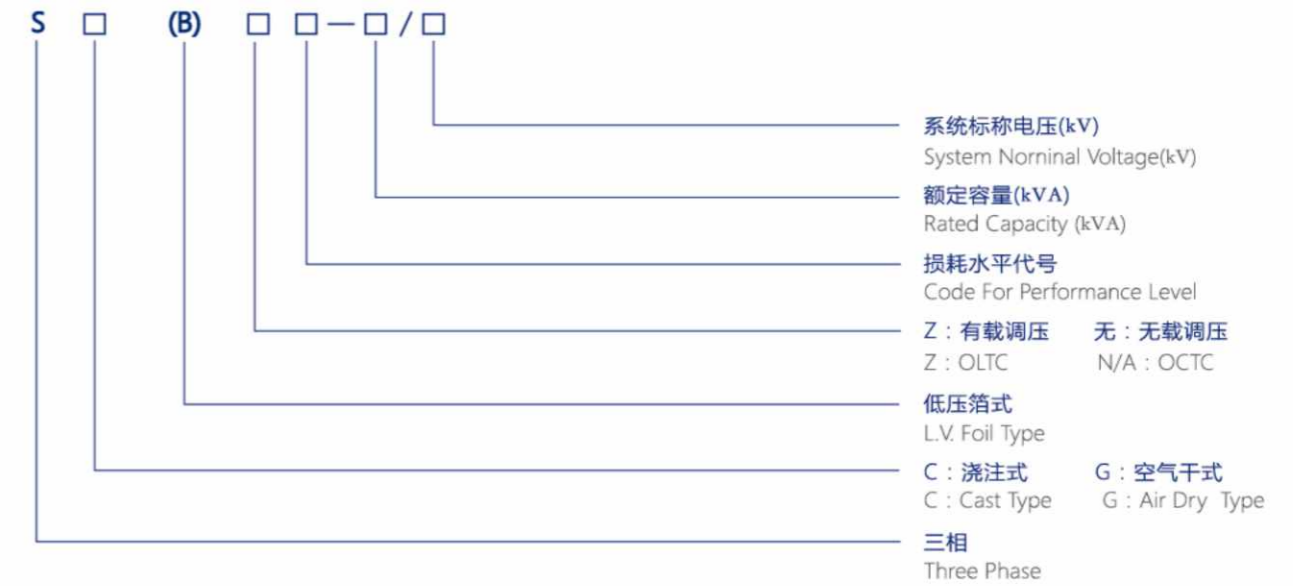 S □ (B) □ □ — □ / □
系统标称电压(kV)
System Norninal Voltage(kV)
额定容量(kVA)
Rated Capacity (kVA)
损耗水平代号
Code For Performance Level
Z：有载调压 无：无载调压
Z : OLTC N/A : OCTC
低压箔式
L.V. Foil Type
C：浇注式 G：空气干式
C : Cast Type G : Air Dry Type
三相
Three Phase